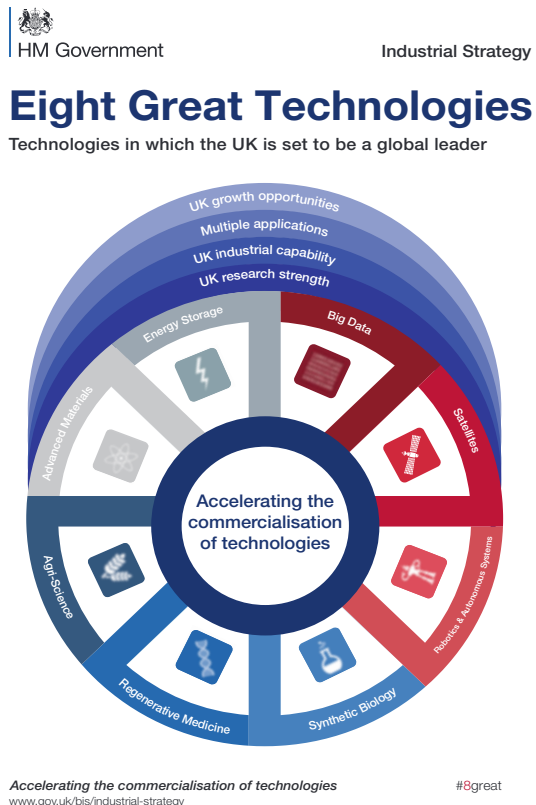 HM Government
Industrial Strategy
Eight Great Technologies
Technologies in which the UK is set to be a global leader
UK growth opportunities
Multiple applications
UK industrial capability
UK research strength
Energy Storage
Big Data
Advanced Materials
Satellites
Accelerating the
commercialisation
of technologies
Agri-Science
Robotics & Autonomous Systems
Regenerative Medicine
Synthetic Biology
Accelerating the commercialisation of technologies
#8great
www.gov.uk/bis/industrial-strategy